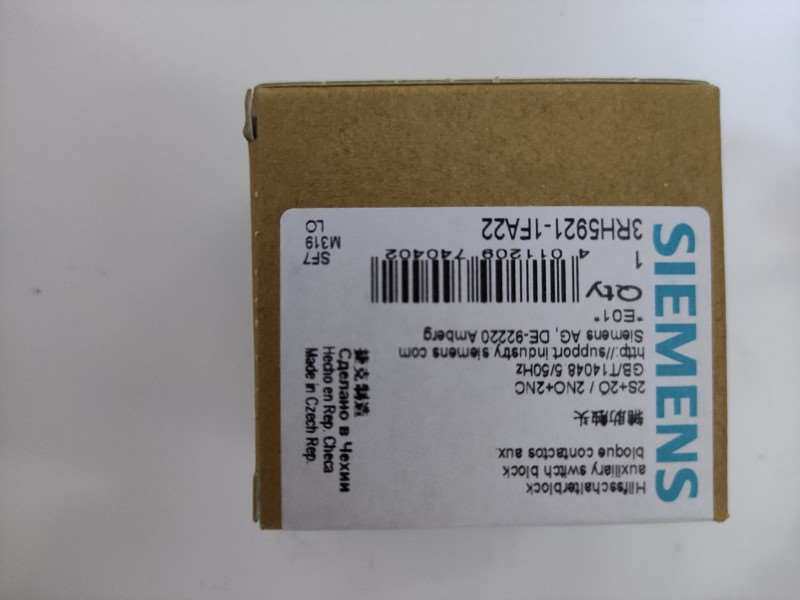 SIEMENS
Hilfsschalterblock
auxiliary switch block
bloque contactos aux.
辅助触头
2S+2Ö / 2NO+2NC
GB/T14048.5/50Hz
http://support.industry.siemens.com
Siemens AG, DE-92220 Amberg
*E01*
Qty
1
4 011209 740402
3RH5921-1FA22
Made in Czech Rep.
Hecho en Rep. Checa
Сделано в Чехии
捷克制造
SF7
M319
LO